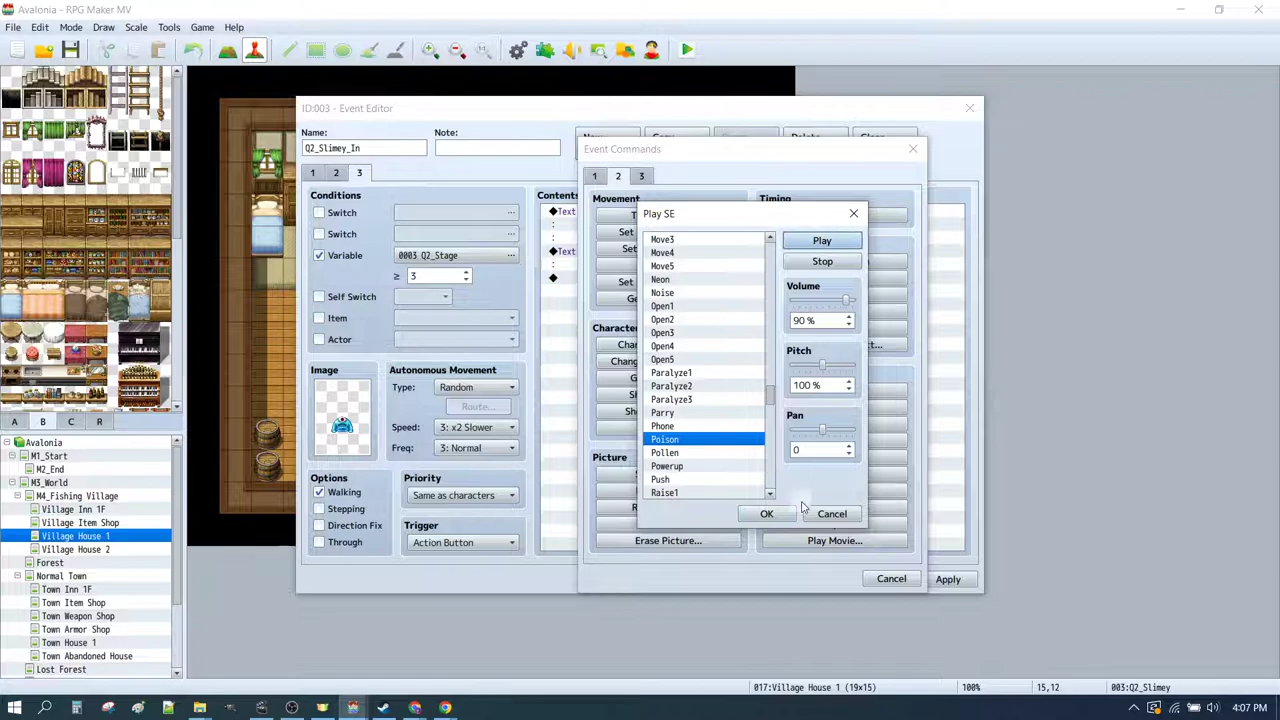 Avalonia - RPG Maker MV
File Edit Mode Draw Scale Tools Game Help
ID:003 - Event Editor
Name:
Note:
Q2_Slimey_In
1 2 3
Conditions
Switch
Switch
Variable 0003 Q2_Stage
≥ 3
Self Switch
Item
Actor
Image
Autonomous Movement
Type: Random
Route...
Speed: 3: x2 Slower
Freq: 3: Normal
Options
Walking
Stepping
Direction Fix
Through
Priority
Same as characters
Trigger
Action Button
Contents
◆Text
:
◆Text
:
◆
Event Commands
1 2 3
Movement
Timing
Set
Set
Set
Picture
Erase Picture...
Play Movie...
Cancel
Apply
Play SE
Move3
Move4
Move5
Neon
Noise
Open1
Open2
Open3
Open4
Open5
Paralyze1
Paralyze2
Paralyze3
Parry
Phone
Poison
Pollen
Powerup
Push
Raise1
Play
Stop
Volume
90 %
Pitch
100 %
Pan
0
OK
Cancel
A B C R
Avalonia
M1_Start
M2_End
M3_World
M4_Fishing Village
Village Inn 1F
Village Item Shop
Village House 1
Village House 2
Forest
Normal Town
Town Inn 1F
Town Item Shop
Town Weapon Shop
Town Armor Shop
Town House 1
Town Abandoned House
Lost Forest
017:Village House 1 (19x15)
100%
15,12
003:Q2_Slimey
4:07 PM